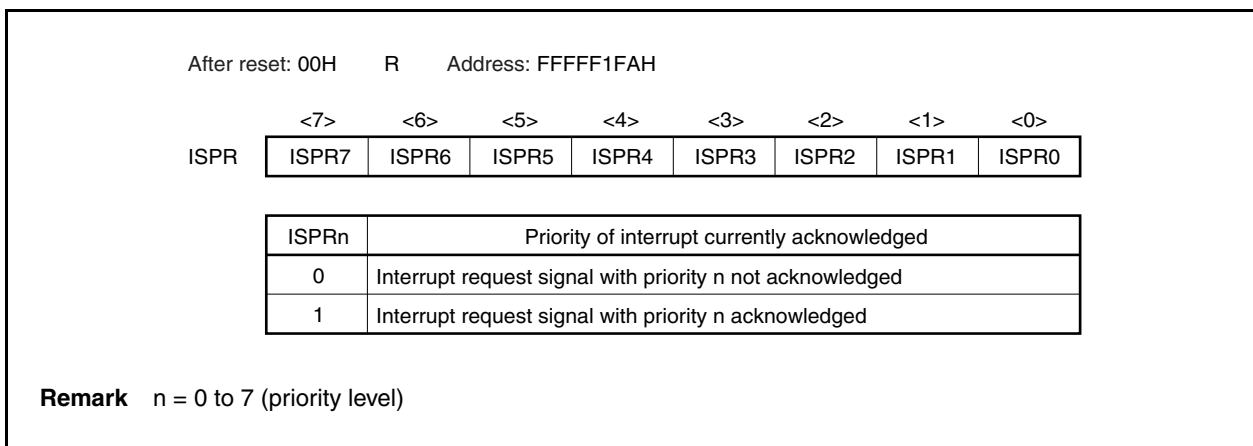 After reset: 00H R Address: FFFFF1FAH
<7> <6> <5> <4> <3> <2> <1> <0>
ISPR ISPR7 ISPR6 ISPR5 ISPR4 ISPR3 ISPR2 ISPR1 ISPR0
ISPRn Priority of interrupt currently acknowledged
0 Interrupt request signal with priority n not acknowledged
1 Interrupt request signal with priority n acknowledged
Remark n = 0 to 7 (priority level)